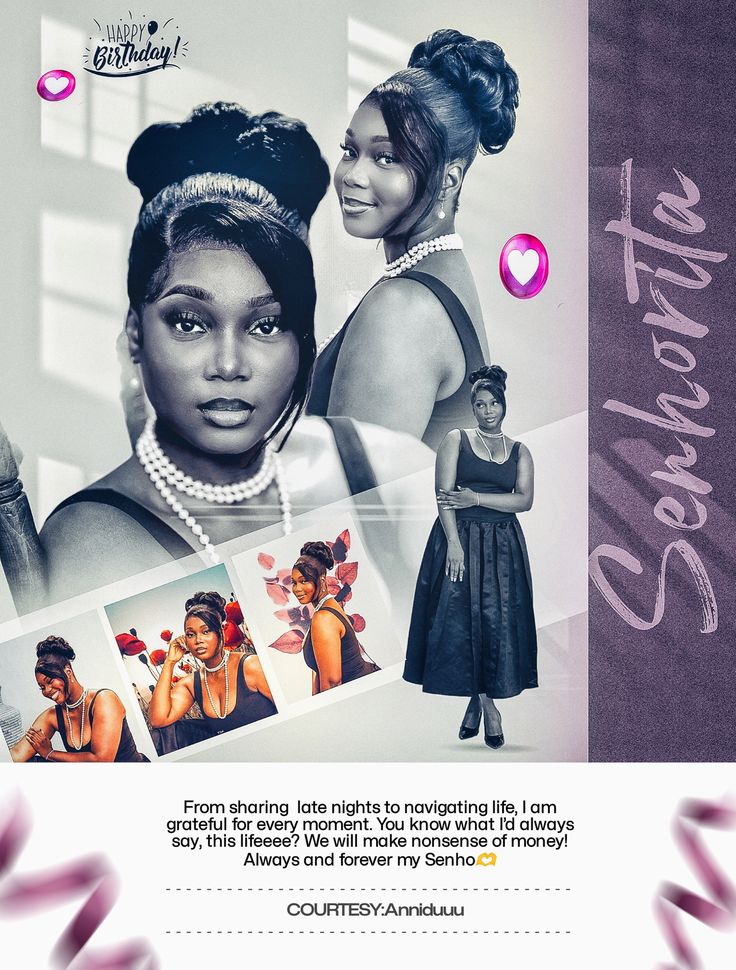 HAPPY
Birthday!
Senhorita
From sharing  late nights to navigating life, I am
grateful for every moment. You know what I'd always
say, this lifeeee? We will make nonsense of money!
Always and forever my Senho🫶
COURTESY:Anniduuu